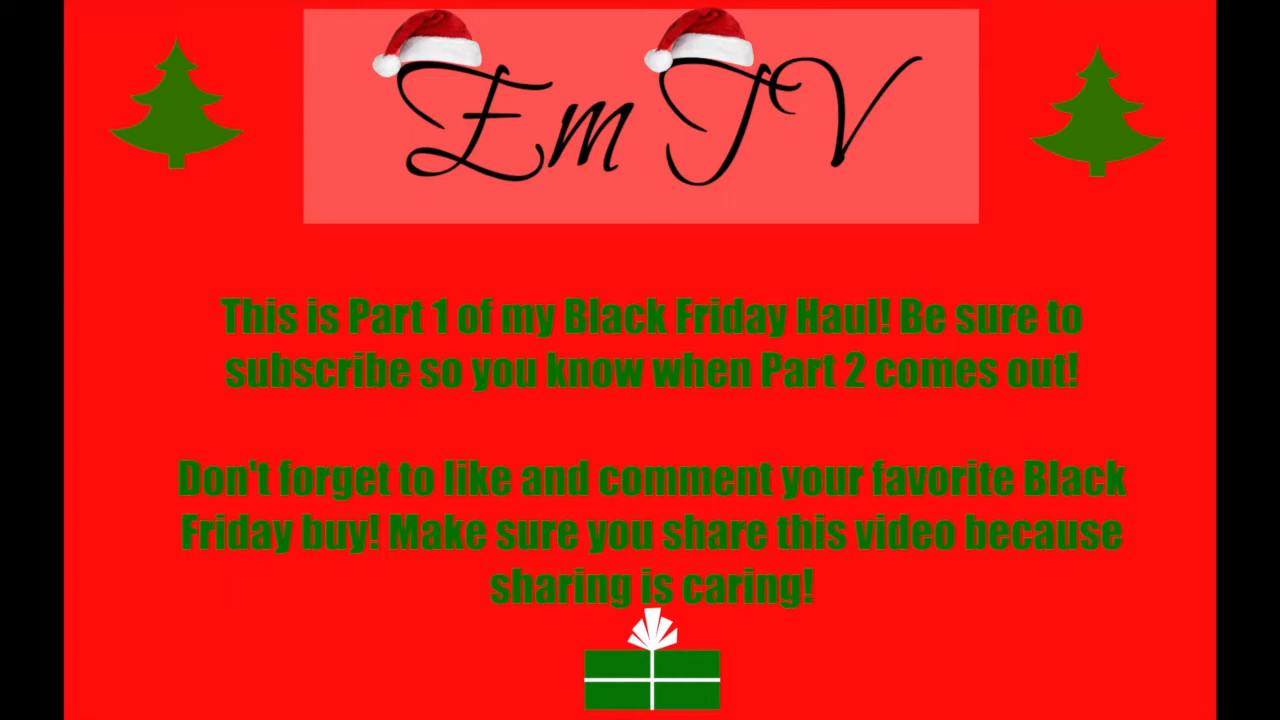 Em TV
This is Part 1 of my Black Friday Haul! Be sure to
subscribe so you know when Part 2 comes out!
Don't forget to like and comment your favorite Black
Friday buy! Make sure you share this video because
sharing is caring!